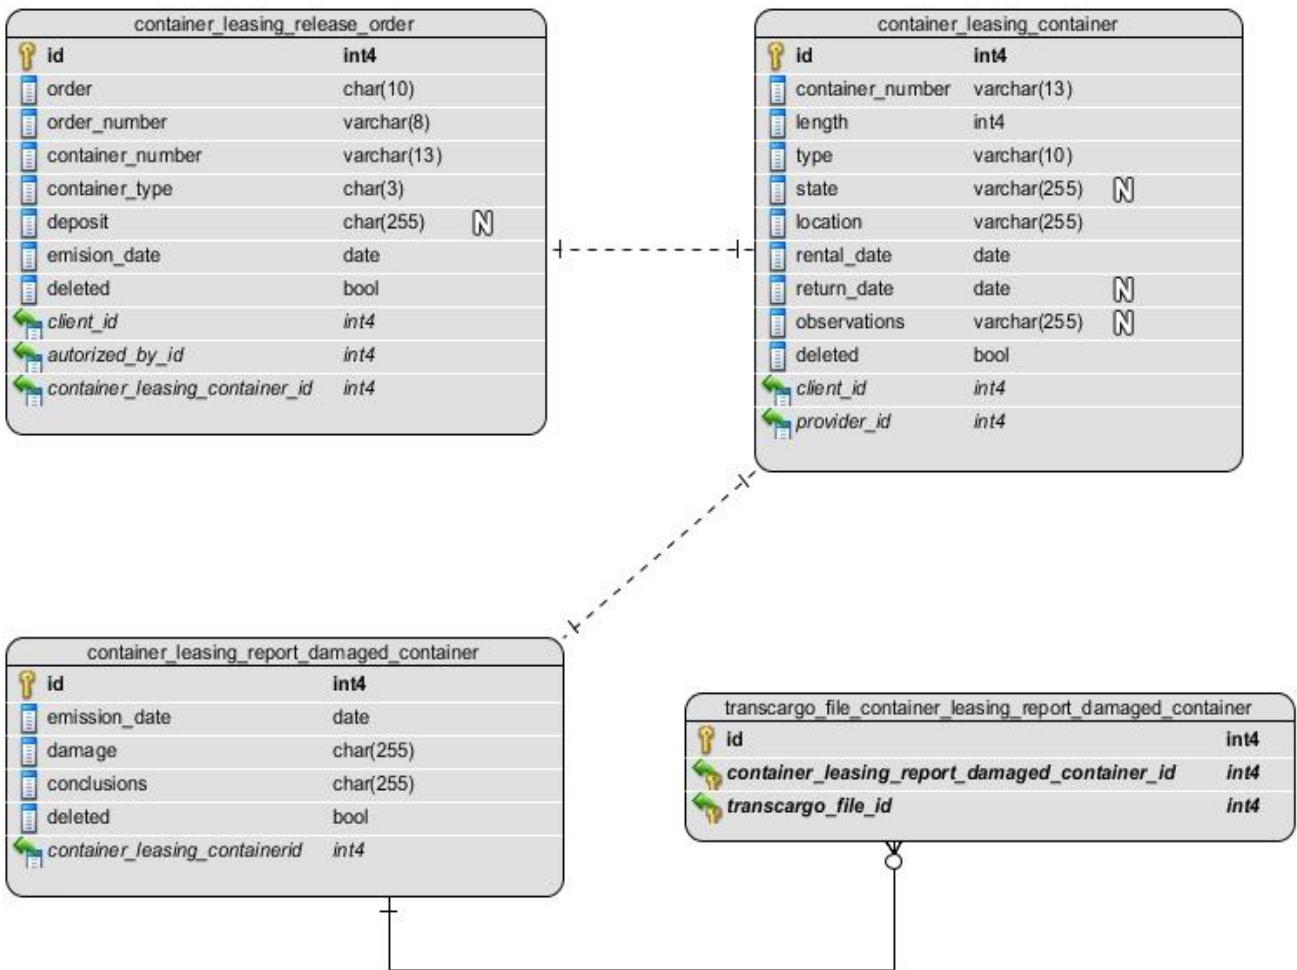 container_leasing_release_order
id int4
order char(10)
order_number varchar(8)
container_number varchar(13)
container_type char(3)
deposit char(255) N
emision_date date
deleted bool
client_id int4
autorized_by_id int4
container_leasing_container_id int4
container_leasing_container
id int4
container_number varchar(13)
length int4
type varchar(10)
state varchar(255) N
location varchar(255)
rental_date date
return_date date N
observations varchar(255) N
deleted bool
client_id int4
provider_id int4
container_leasing_report_damaged_container
id int4
emission_date date
damage char(255)
conclusions char(255)
deleted bool
container_leasing_containerid int4
transcargo_file_container_leasing_report_damaged_container
id int4
container_leasing_report_damaged_container_id int4
transcargo_file_id int4